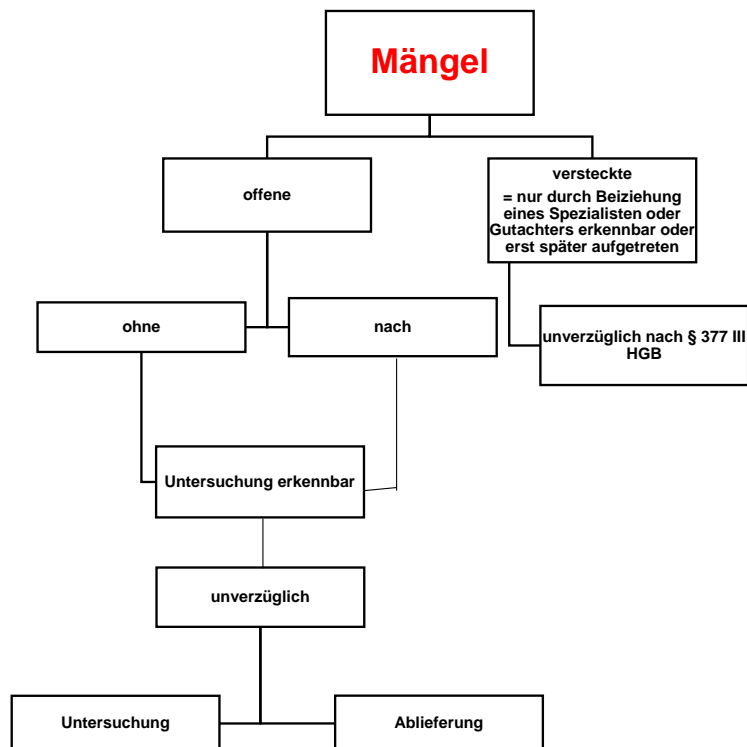 Mängel
offene
versteckte
= nur durch Beiziehung
eines Spezialisten oder
Gutachters erkennbar oder
erst später aufgetreten
ohne
nach
unverzüglich nach § 377 III
HGB
Untersuchung erkennbar
unverzüglich
Untersuchung
Ablieferung